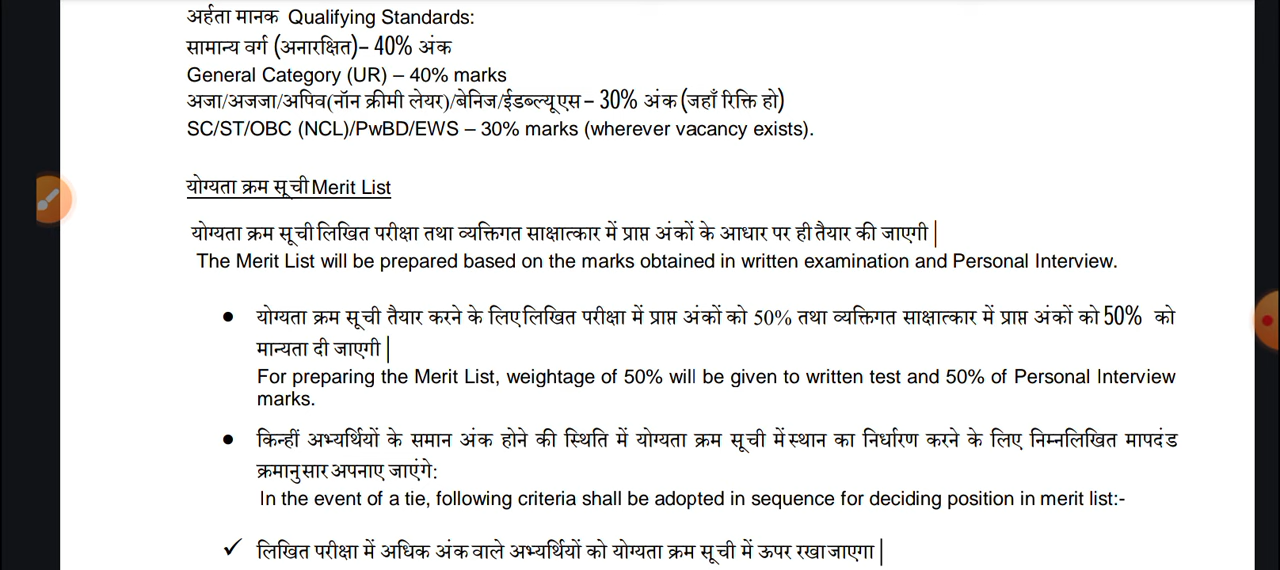 अर्हता मानक Qualifying Standards:
सामान्य वर्ग (अनारक्षित)– 40% अंक
General Category (UR) – 40% marks
अजा/अजजा/अपिव(नॉन क्रीमी लेयर)/बेनिज/ईडब्ल्यूएस – 30% अंक (जहाँ रिक्ति हो)
SC/ST/OBC (NCL)/PwBD/EWS – 30% marks (wherever vacancy exists).
योग्यता क्रम सूची Merit List
योग्यता क्रम सूची लिखित परीक्षा तथा व्यक्तिगत साक्षात्कार में प्राप्त अंकों के आधार पर ही तैयार की जाएगी |
The Merit List will be prepared based on the marks obtained in written examination and Personal Interview.
● योग्यता क्रम सूची तैयार करने के लिए लिखित परीक्षा में प्राप्त अंकों को 50% तथा व्यक्तिगत साक्षात्कार में प्राप्त अंकों को 50% को
मान्यता दी जाएगी |
For preparing the Merit List, weightage of 50% will be given to written test and 50% of Personal Interview
marks.
● किन्हीं अभ्यर्थियों के समान अंक होने की स्थिति में योग्यता क्रम सूची में स्थान का निर्धारण करने के लिए निम्नलिखित मापदंड
क्रमानुसार अपनाए जाएंगे:
In the event of a tie, following criteria shall be adopted in sequence for deciding position in merit list:-
✓ लिखित परीक्षा में अधिक अंक वाले अभ्यर्थियों को योग्यता क्रम सूची में ऊपर रखा जाएगा |